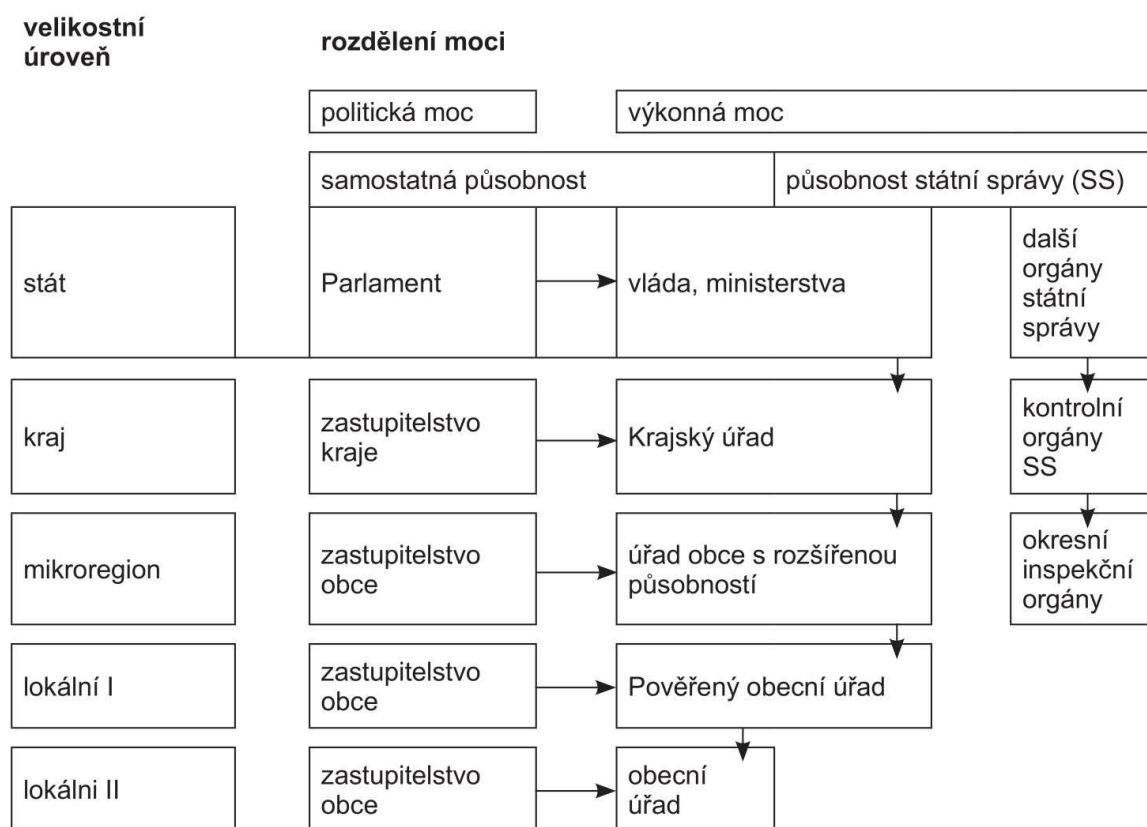 velikostní
úroveň
rozdělení moci
politická moc
výkonná moc
samostatná působnost
působnost státní správy (SS)
stát
Parlament
vláda, ministerstva
další
orgány
státní
správy
kraj
zastupitelstvo
kraje
Krajský úřad
kontrolní
orgány
SS
mikroregion
zastupitelstvo
obce
úřad obce s rozšířenou
působností
okresní
inspekční
orgány
lokální I
zastupitelstvo
obce
Pověřený obecní úřad
lokálni II
zastupitelstvo
obce
obecní
úřad